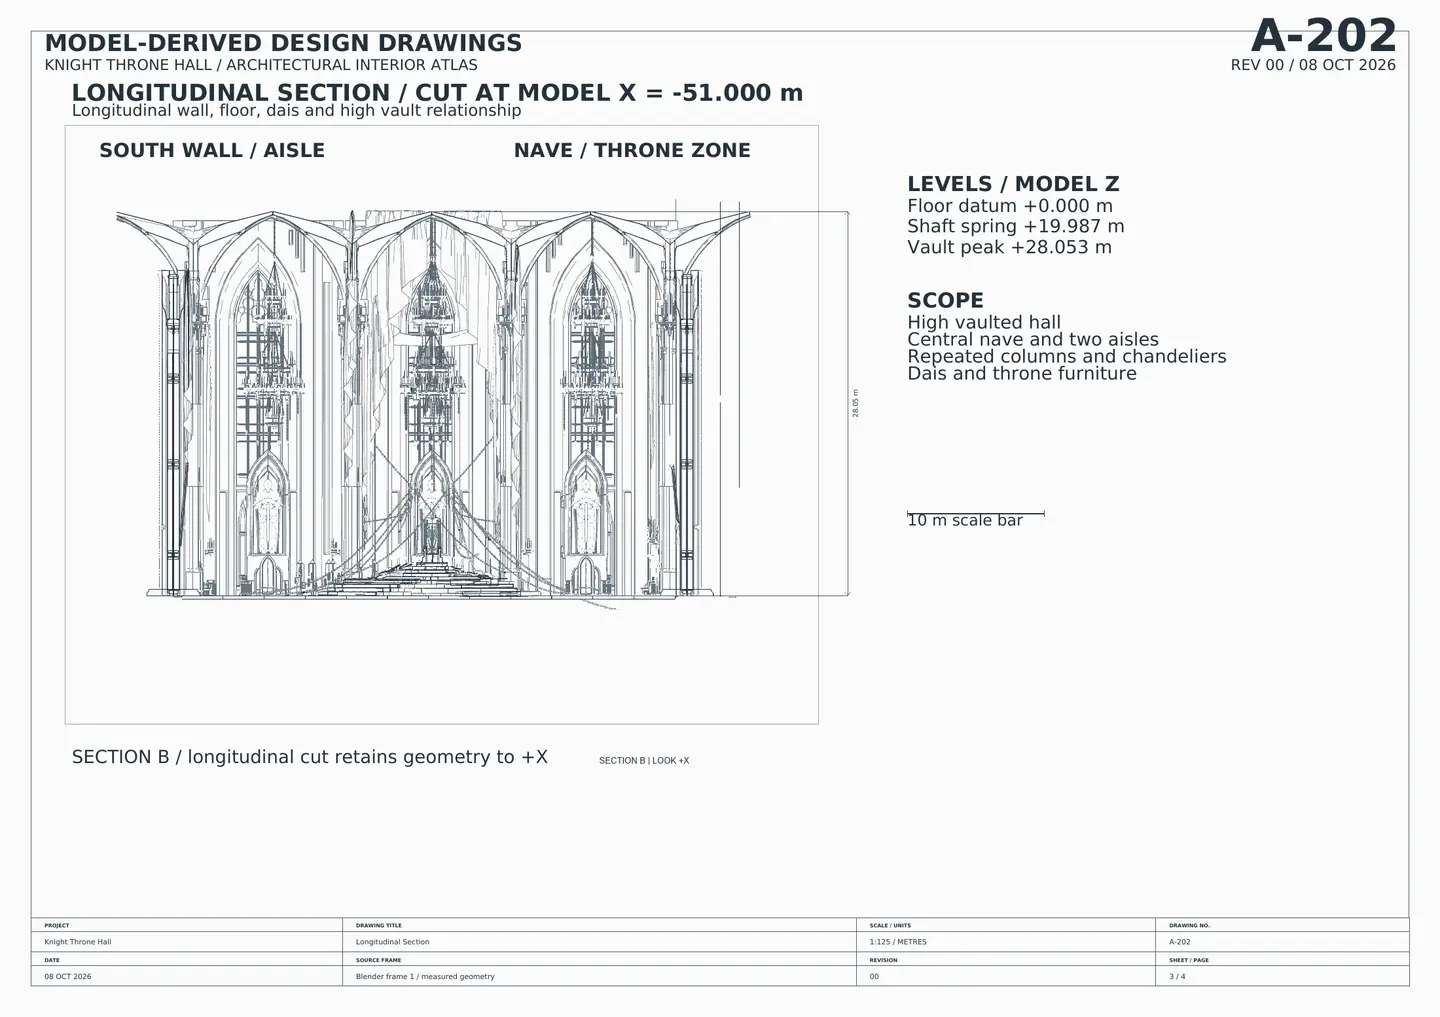 MODEL-DERIVED DESIGN DRAWINGS
KNIGHT THRONE HALL / ARCHITECTURAL INTERIOR ATLAS
A-202
REV 00 / 08 OCT 2026
LONGITUDINAL SECTION / CUT AT MODEL X = -51.000 m
Longitudinal wall, floor, dais and high vault relationship
SOUTH WALL / AISLE
NAVE / THRONE ZONE
28.05 m
LEVELS / MODEL Z
Floor datum +0.000 m
Shaft spring +19.987 m
Vault peak +28.053 m
SCOPE
High vaulted hall
Central nave and two aisles
Repeated columns and chandeliers
Dais and throne furniture
10 m scale bar
SECTION B / longitudinal cut retains geometry to +X
SECTION B | LOOK +X
PROJECT
Knight Throne Hall
DRAWING TITLE
Longitudinal Section
SCALE / UNITS
1:125 / METRES
DRAWING NO.
A-202
DATE
08 OCT 2026
SOURCE FRAME
Blender frame 1 / measured geometry
REVISION
00
SHEET / PAGE
3 / 4